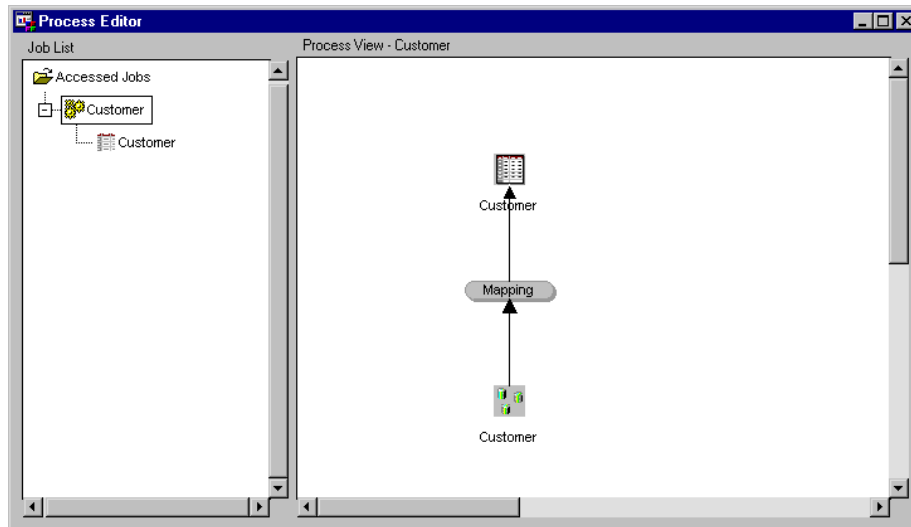 Process Editor
Job List
Process View - Customer
Accessed Jobs
Customer
Customer
Customer
Mapping
Customer